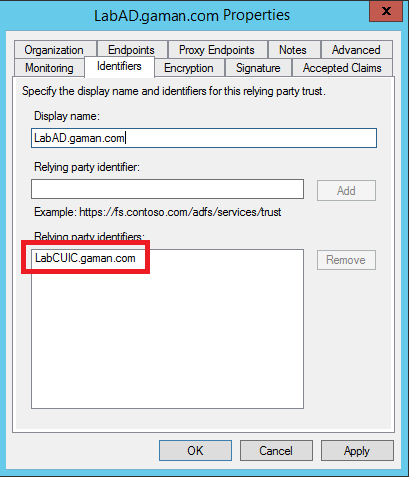 LabAD.gaman.com Properties
x
Organization Endpoints Proxy Endpoints Notes Advanced
Monitoring Identifiers Encryption Signature Accepted Claims
Specify the display name and identifiers for this relying party trust.
Display name:
LabAD.gaman.com
Relying party identifier:
Add
Example: https://fs.contoso.com/adfs/services/trust
Relying party identifiers:
LabCUIC.gaman.com
Remove
OK Cancel Apply